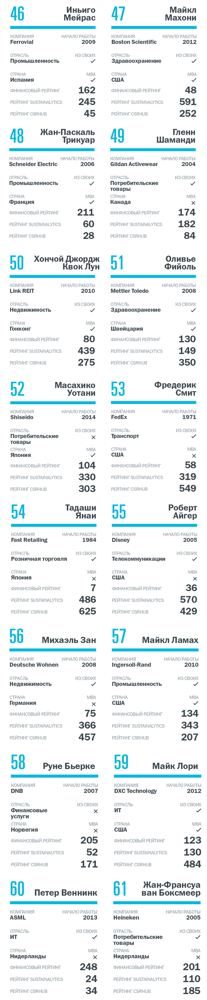 46
Иньиго
Мейрас
КОМПАНИЯ НАЧАЛО РАБОТЫ
Ferrovial 2009
ОТРАСЛЬ ИЗ СВОИХ
Промышленность ✓
СТРАНА MBA
Испания ✓
ФИНАНСОВЫЙ РЕЙТИНГ 162
РЕЙТИНГ SUSTAINALYTICS 245
РЕЙТИНГ CSRHUB 45
47
Майкл
Махони
КОМПАНИЯ НАЧАЛО РАБОТЫ
Boston Scientific 2012
ОТРАСЛЬ ИЗ СВОИХ
Здравоохранение ✓
СТРАНА MBA
США ✓
ФИНАНСОВЫЙ РЕЙТИНГ 48
РЕЙТИНГ SUSTAINALYTICS 591
РЕЙТИНГ CSRHUB 252
48
Жан-Паскаль
Трикуар
КОМПАНИЯ НАЧАЛО РАБОТЫ
Schneider Electric 2006
ОТРАСЛЬ ИЗ СВОИХ
Промышленность ✓
СТРАНА MBA
Франция ✓
ФИНАНСОВЫЙ РЕЙТИНГ 211
РЕЙТИНГ SUSTAINALYTICS 60
РЕЙТИНГ CSRHUB 28
49
Гленн
Шаманди
КОМПАНИЯ НАЧАЛО РАБОТЫ
Gildan Activewear 2004
ОТРАСЛЬ ИЗ СВОИХ
Потребительские ✓
товары
СТРАНА MBA
Канада ✕
ФИНАНСОВЫЙ РЕЙТИНГ 174
РЕЙТИНГ SUSTAINALYTICS 182
РЕЙТИНГ CSRHUB 84
50
Хончой Джордж
Квок Лун
КОМПАНИЯ НАЧАЛО РАБОТЫ
Link REIT 2010
ОТРАСЛЬ ИЗ СВОИХ
Недвижимость ✓
СТРАНА MBA
Гонконг ✓
ФИНАНСОВЫЙ РЕЙТИНГ 80
РЕЙТИНГ SUSTAINALYTICS 439
РЕЙТИНГ CSRHUB 275
51
Оливье
Фийоль
КОМПАНИЯ НАЧАЛО РАБОТЫ
Mettler Toledo 2008
ОТРАСЛЬ ИЗ СВОИХ
Здравоохранение ✓
СТРАНА MBA
Швейцария ✓
ФИНАНСОВЫЙ РЕЙТИНГ 130
РЕЙТИНГ SUSTAINALYTICS 149
РЕЙТИНГ CSRHUB 350
52
Масахико
Уотани
КОМПАНИЯ НАЧАЛО РАБОТЫ
Shiseido 2014
ОТРАСЛЬ ИЗ СВОИХ
Потребительские ✕
товары
СТРАНА MBA
Япония ✓
ФИНАНСОВЫЙ РЕЙТИНГ 104
РЕЙТИНГ SUSTAINALYTICS 330
РЕЙТИНГ CSRHUB 303
53
Фредерик
Смит
КОМПАНИЯ НАЧАЛО РАБОТЫ
FedEx 1971
ОТРАСЛЬ ИЗ СВОИХ
Транспорт ✓
СТРАНА MBA
США ✕
ФИНАНСОВЫЙ РЕЙТИНГ 58
РЕЙТИНГ SUSTAINALYTICS 319
РЕЙТИНГ CSRHUB 549
54
Тадаши
Янаи
КОМПАНИЯ НАЧАЛО РАБОТЫ
Fast Retailing 1984
ОТРАСЛЬ ИЗ СВОИХ
Розничная торговля ✓
СТРАНА MBA
Япония ✕
ФИНАНСОВЫЙ РЕЙТИНГ 7
РЕЙТИНГ SUSTAINALYTICS 486
РЕЙТИНГ CSRHUB 625
55
Роберт
Айгер
КОМПАНИЯ НАЧАЛО РАБОТЫ
Disney 2005
ОТРАСЛЬ ИЗ СВОИХ
Телекоммуникации ✓
СТРАНА MBA
США ✕
ФИНАНСОВЫЙ РЕЙТИНГ 36
РЕЙТИНГ SUSTAINALYTICS 570
РЕЙТИНГ CSRHUB 429
56
Михаэль Зан
КОМПАНИЯ НАЧАЛО РАБОТЫ
Deutsche Wohnen 2008
ОТРАСЛЬ ИЗ СВОИХ
Недвижимость ✓
СТРАНА MBA
Германия ✕
ФИНАНСОВЫЙ РЕЙТИНГ 75
РЕЙТИНГ SUSTAINALYTICS 366
РЕЙТИНГ CSRHUB 457
57
Майкл Ламах
КОМПАНИЯ НАЧАЛО РАБОТЫ
Ingersoll-Rand 2010
ОТРАСЛЬ ИЗ СВОИХ
Промышленность ✓
СТРАНА MBA
США ✓
ФИНАНСОВЫЙ РЕЙТИНГ 134
РЕЙТИНГ SUSTAINALYTICS 343
РЕЙТИНГ CSRHUB 207
58
Руне Бьерке
КОМПАНИЯ НАЧАЛО РАБОТЫ
DNB 2007
ОТРАСЛЬ ИЗ СВОИХ
Финансовые ✕
услуги
СТРАНА MBA
Норвегия ✕
ФИНАНСОВЫЙ РЕЙТИНГ 205
РЕЙТИНГ SUSTAINALYTICS 52
РЕЙТИНГ CSRHUB 171
59
Майк Лори
КОМПАНИЯ НАЧАЛО РАБОТЫ
DXC Technology 2012
ОТРАСЛЬ ИЗ СВОИХ
ИТ ✓
СТРАНА MBA
США ✓
ФИНАНСОВЫЙ РЕЙТИНГ 123
РЕЙТИНГ SUSTAINALYTICS 130
РЕЙТИНГ CSRHUB 484
60
Петер Веннинк
КОМПАНИЯ НАЧАЛО РАБОТЫ
ASML 2013
ОТРАСЛЬ ИЗ СВОИХ
ИТ ✓
СТРАНА MBA
Нидерланды ✕
ФИНАНСОВЫЙ РЕЙТИНГ 248
РЕЙТИНГ SUSTAINALYTICS 24
РЕЙТИНГ CSRHUB 34
61
Жан-Франсуа
ван Боксмеер
КОМПАНИЯ НАЧАЛО РАБОТЫ
Heineken 2005
ОТРАСЛЬ ИЗ СВОИХ
Потребительские ✓
товары
СТРАНА MBA
Нидерланды ✕
ФИНАНСОВЫЙ РЕЙТИНГ 201
РЕЙТИНГ SUSTAINALYTICS 110
РЕЙТИНГ CSRHUB 185